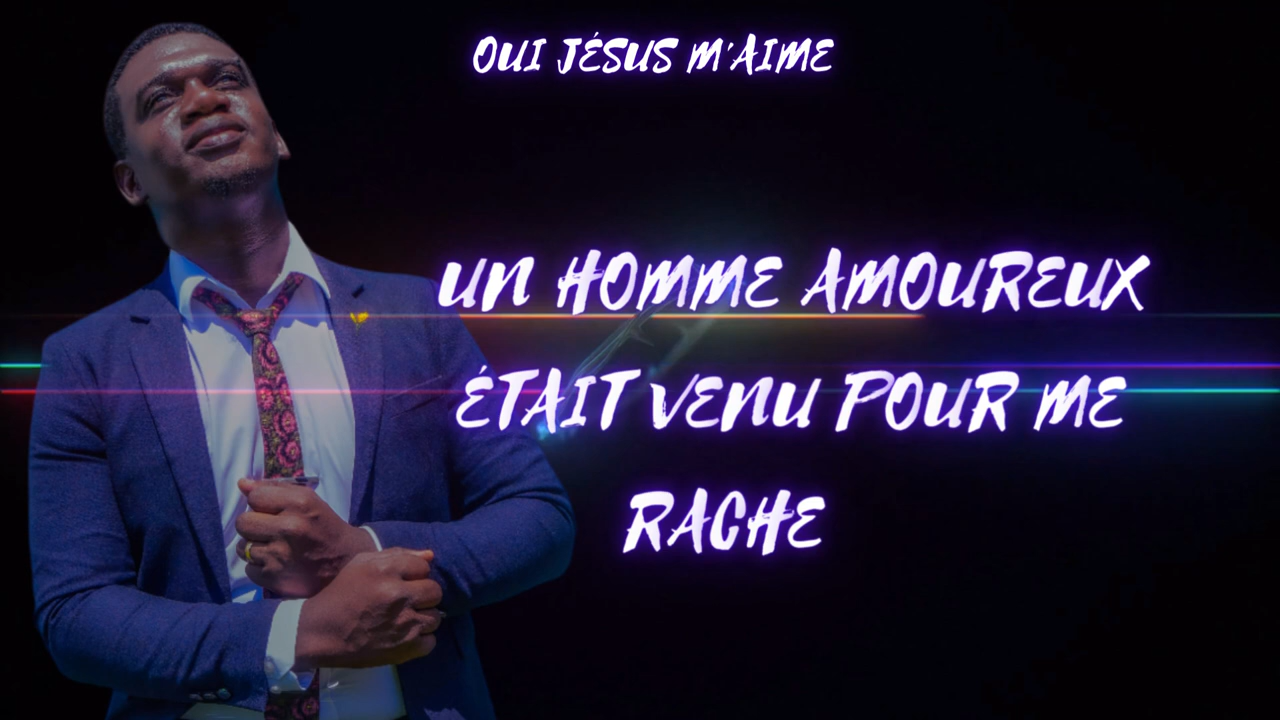 OUI JÉSUS M'AIME
UN HOMME AMOUREUX
ÉTAIT VENU POUR ME
RACHE